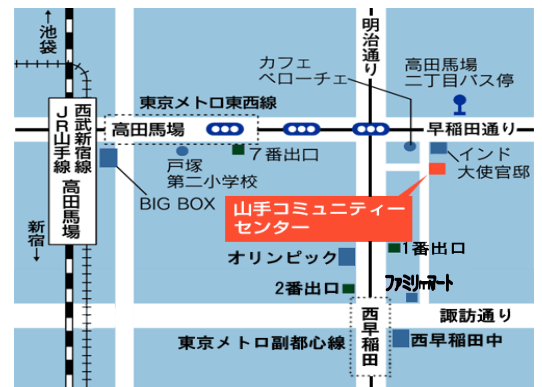 ↑池袋
明治通り
カフェ
ベローチェ
高田馬場
二丁目バス停
東京メトロ東西線
高田馬場
早稲田通り
西武新宿線
JR山手線 高田馬場
7番出口
戸塚
第二小学校
BIG BOX
インド
大使官邸
山手コミュニティー
センター
新宿↓
オリンピック
1番出口
2番出口
ファミリーマート
諏訪通り
西早稲田
東京メトロ副都心線
西早稲田中